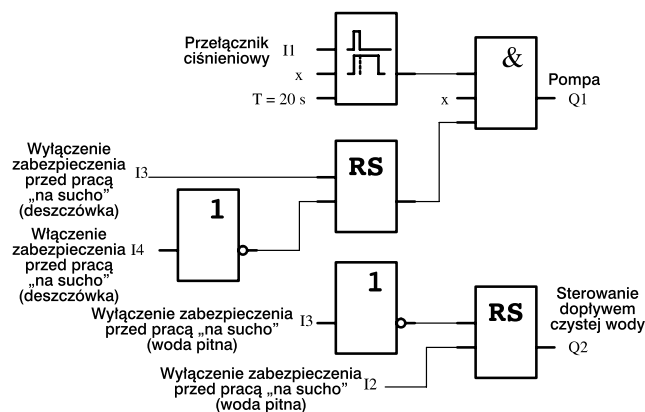 Przełącznik
ciśnieniowy
I1
x
T = 20 s
&
x
Pompa
Q1
Wyłączenie
zabezpieczenia
przed pracą
„na sucho”
(deszczówka)
I3
RS
1
Włączenie
zabezpieczenia
przed pracą
„na sucho”
(deszczówka)
I4
1
Wyłączenie zabezpieczenia
przed pracą „na sucho”
(woda pitna)
I3
RS
Sterowanie
dopływem
czystej wody
Q2
Wyłączenie zabezpieczenia
przed pracą „na sucho”
(woda pitna)
I2